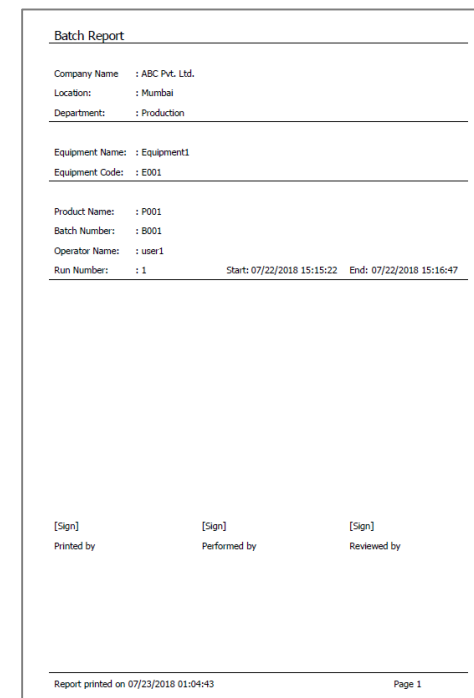 Batch Report
Company Name : ABC Pvt. Ltd.
Location: : Mumbai
Department: : Production
Equipment Name: : Equipment1
Equipment Code: : E001
Product Name: : P001
Batch Number: : B001
Operator Name: : user1
Run Number: : 1 Start: 07/22/2018 15:15:22 End: 07/22/2018 15:16:47
[Sign] [Sign] [Sign]
Printed by Performed by Reviewed by
Report printed on 07/23/2018 01:04:43 Page 1